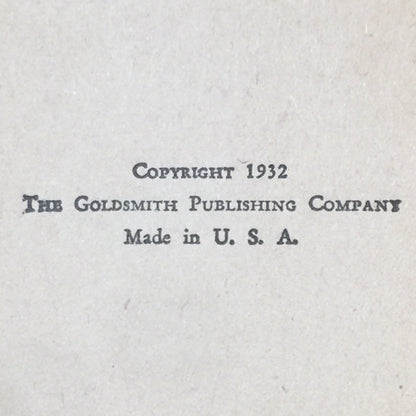 Copyright 1932
The Goldsmith Publishing Company
Made in U. S. A.